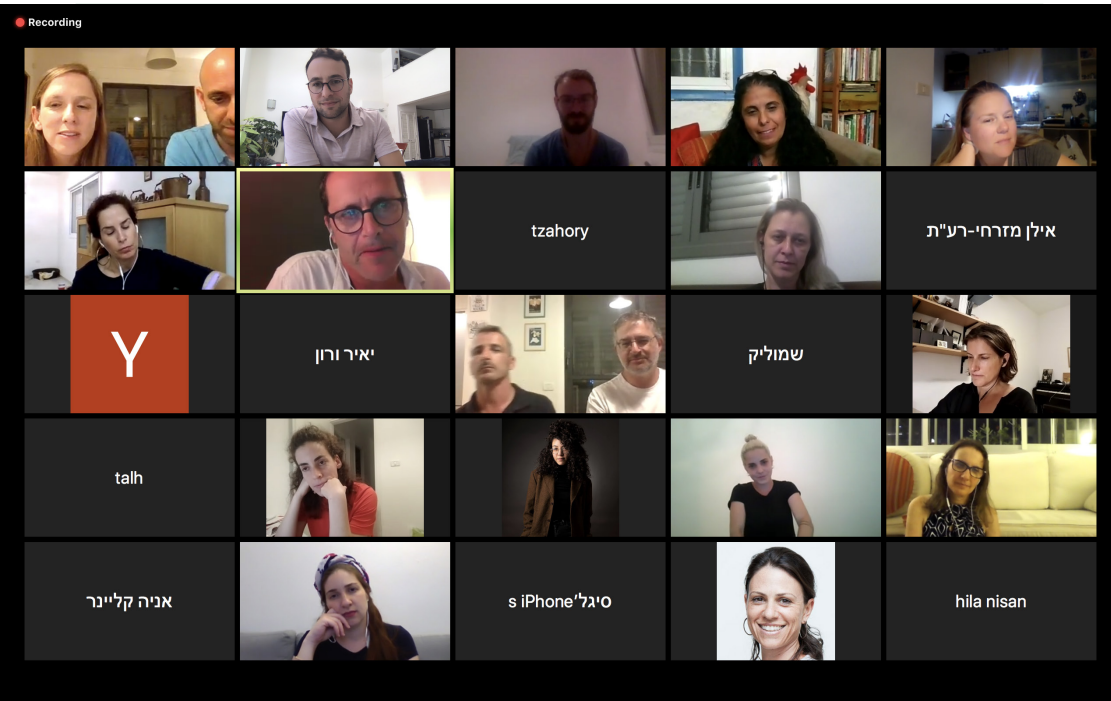 Recording
tzahory
אילן מזרחי-רע"ת
Y
יאיר ורון
שמוליק
talh
אניה קליינר
סיגל’s iPhone
hila nisan